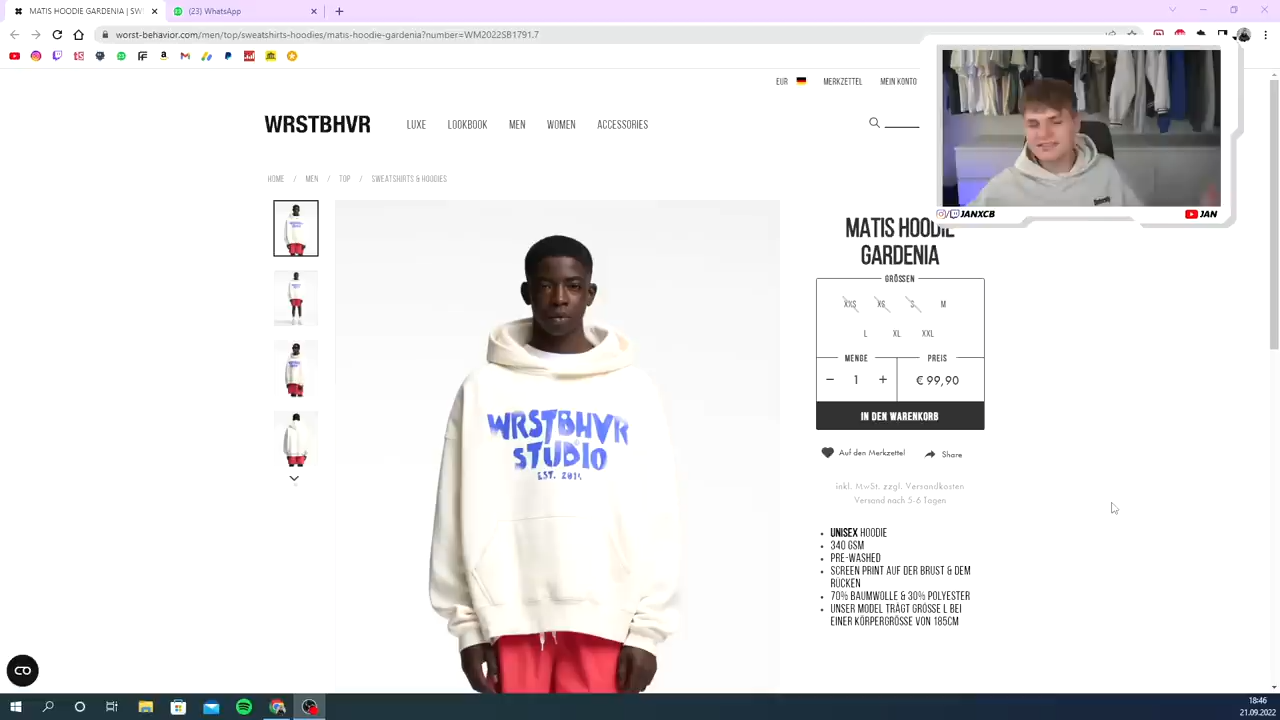 MATIS HOODIE GARDENIA | SW
(23) WhatsApp
worst-behavior.com/men/top/sweatshirts-hoodies/matis-hoodie-gardenia?number=WM2022SB1791.7
EUR
MERKZETTEL
MEIN KONTO
WRSTBHVR
LUXE
LOOKBOOK
MEN
WOMEN
ACCESSORIES
JANXCB
JAN
HOME / MEN / TOP / SWEATSHIRTS & HOODIES
MATIS HOODIE
GARDENIA
GRÖSSEN
XXS XS S M
L XL XXL
MENGE
PREIS
− 1 +
€ 99,90
IN DEN WARENKORB
Auf den Merkzettel
Share
inkl. MwSt. zzgl. Versandkosten
Versand nach 5-6 Tagen
WRSTBHVR
STUDIO
EST. 2014
UNISEX HOODIE
340 GSM
PRE-WASHED
SCREEN PRINT AUF DER BRUST & DEM
RÜCKEN
70% BAUMWOLLE & 30% POLYESTER
UNSER MODEL TRÄGT GRÖSSE L BEI
EINER KÖRPERGRÖSSE VON 185CM
18:46
21.09.2022